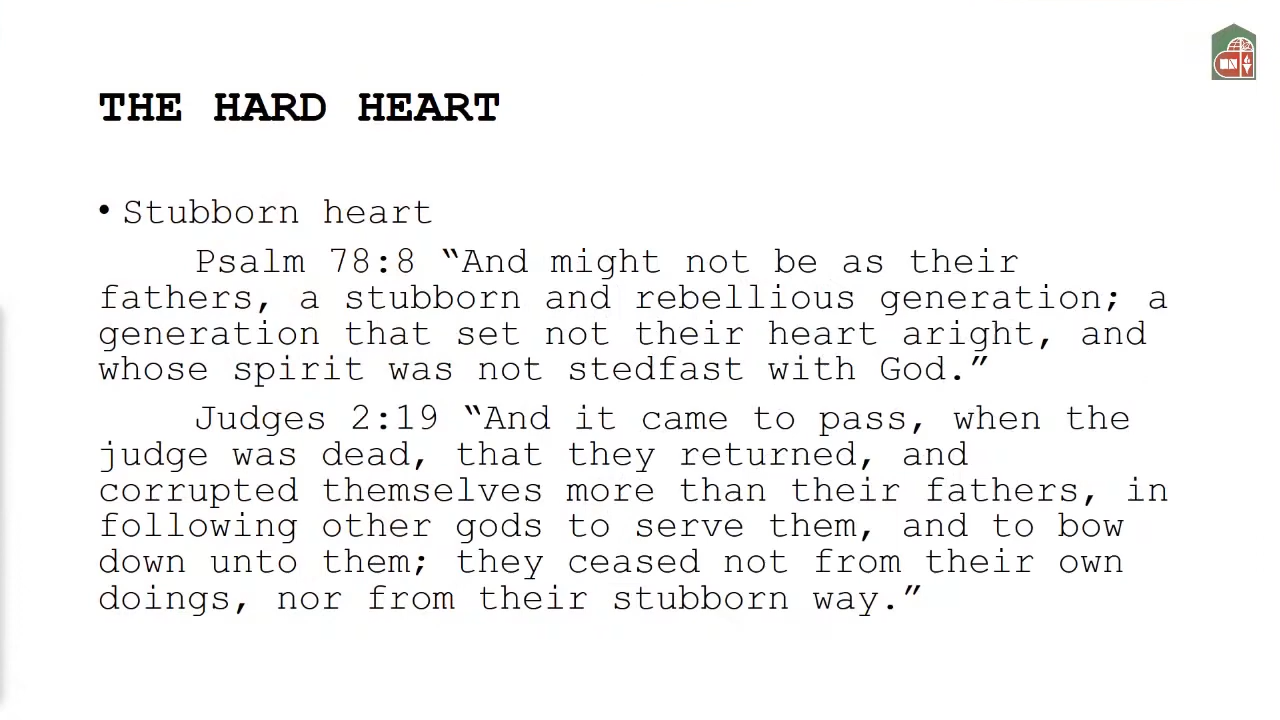 THE HARD HEART
• Stubborn heart
Psalm 78:8 “And might not be as their
fathers, a stubborn and rebellious generation; a
generation that set not their heart aright, and
whose spirit was not stedfast with God.”
Judges 2:19 “And it came to pass, when the
judge was dead, that they returned, and
corrupted themselves more than their fathers, in
following other gods to serve them, and to bow
down unto them; they ceased not from their own
doings, nor from their stubborn way.”